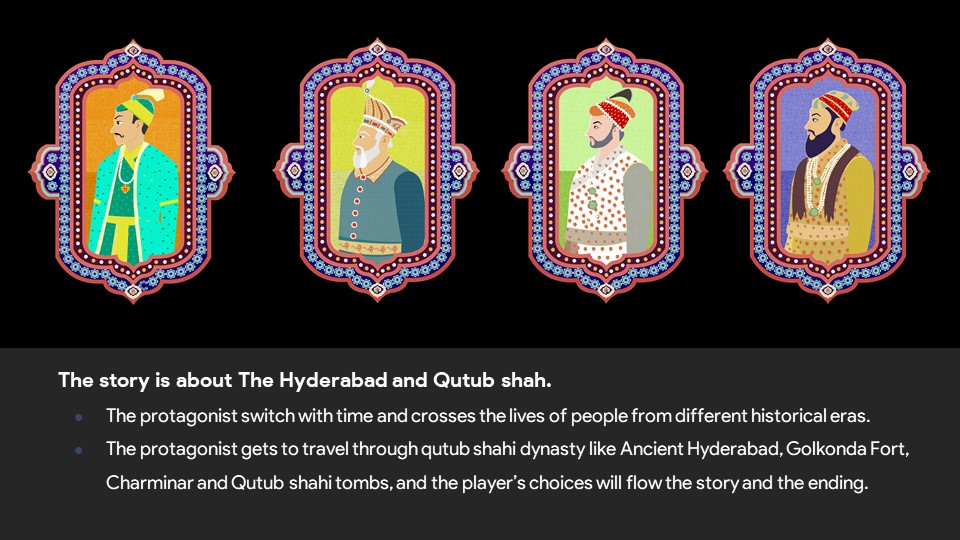 The story is about The Hyderabad and Qutub shah.
The protagonist switch with time and crosses the lives of people from different historical eras.
The protagonist gets to travel through qutub shahi dynasty like Ancient Hyderabad, Golkonda Fort,
Charminar and Qutub shahi tombs, and the player's choices will flow the story and the ending.